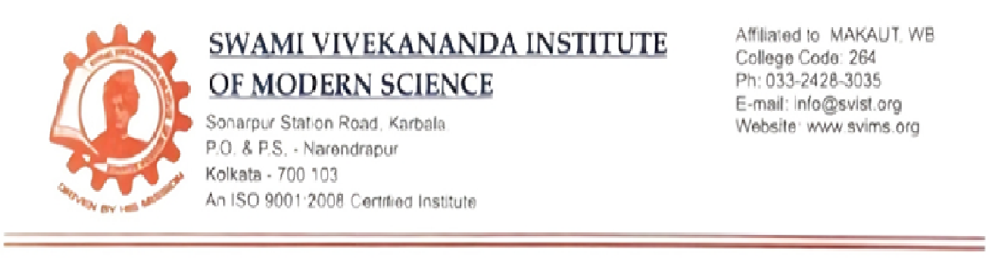 SWAMI VIVEKANANDA INSTITUTE
OF MODERN SCIENCE
Sonarpur Station Road, Karbala
P.O. & P.S. - Narendrapur
Kolkata - 700 103
An ISO 9001:2008 Certified Institute
DRIVEN BY HIS MISSION
Affiliated to MAKAUT, WB
College Code: 264
Ph: 033-2428-3035
E-mail: info@svist.org
Website: www.svims.org